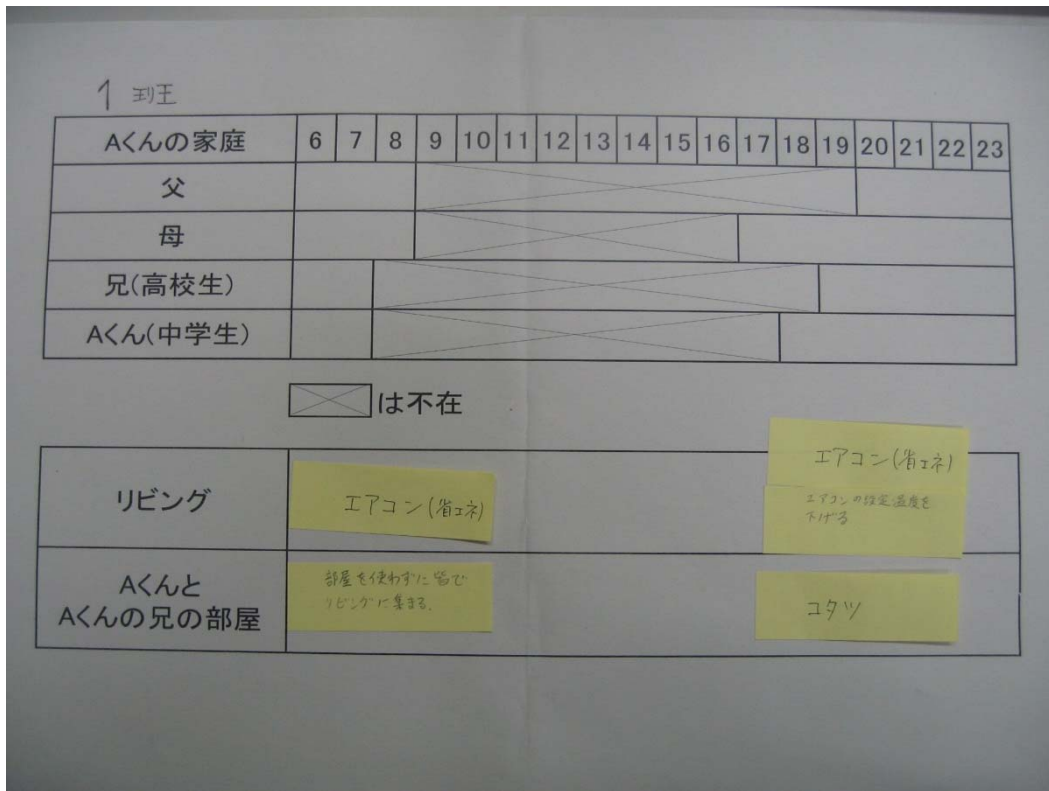 1 班
Aくんの家庭 6 7 8 9 10 11 12 13 14 15 16 17 18 19 20 21 22 23
父
母
兄(高校生)
Aくん(中学生)
は不在
リビング
エアコン(省エネ)
エアコン(省エネ)
エアコンの設定温度を
下げる
Aくんと
Aくんの兄の部屋
部屋を使わずに皆で
リビングに集まる.
コタツ